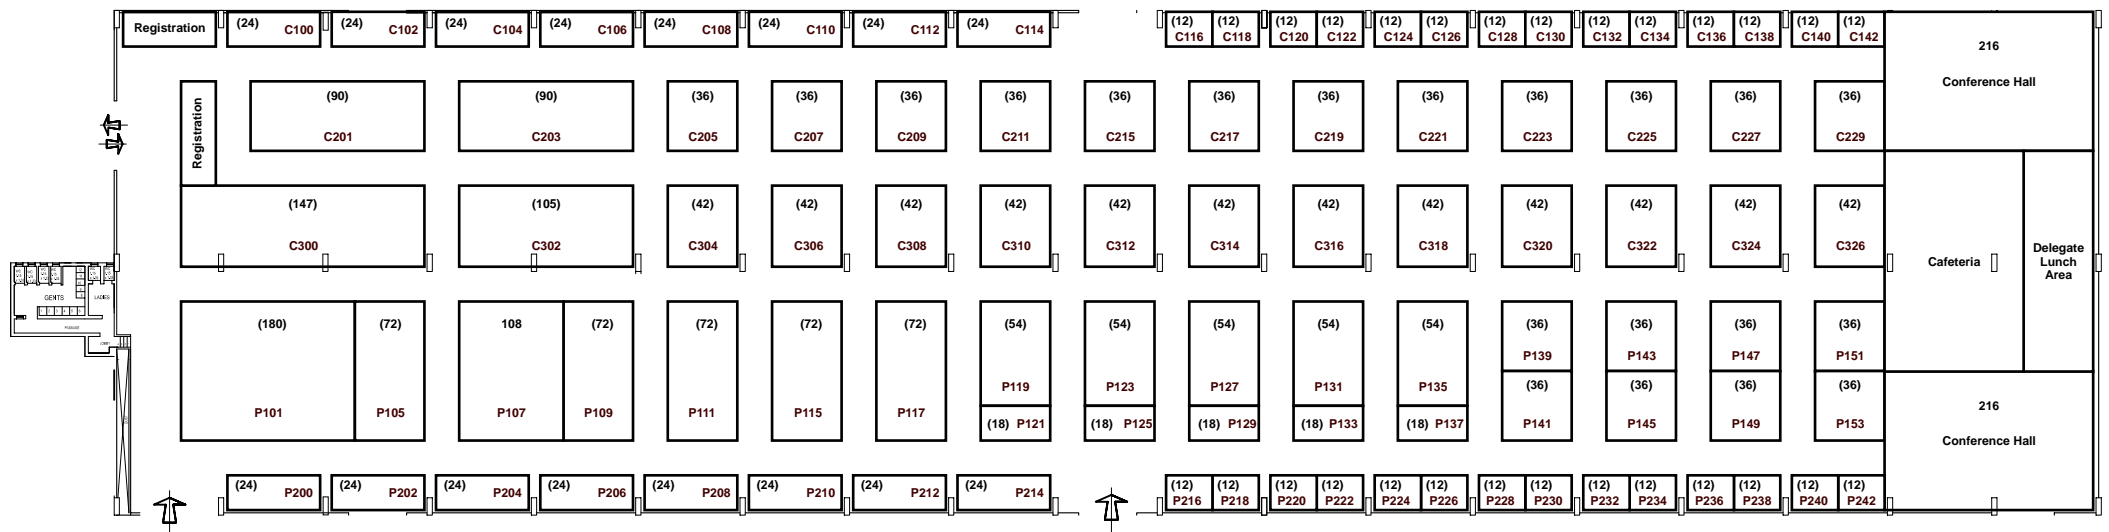 Registration (24) C100 (24) C102 (24) C104 (24) C106 (24) C108 (24) C110 (24) C112 (24) C114
(12) (12) (12) (12) (12) (12) (12) (12) (12) (12) (12) (12) (12) (12)
C116 C118 C120 C122 C124 C126 C128 C130 C132 C134 C136 C138 C140 C142
216
Conference Hall
Registration
(90) (90) (36) (36) (36) (36) (36) (36) (36) (36) (36) (36) (36) (36)
C201 C203 C205 C207 C209 C211 C215 C217 C219 C221 C223 C225 C227 C229
(147) (105) (42) (42) (42) (42) (42) (42) (42) (42) (42) (42) (42) (42)
C300 C302 C304 C306 C308 C310 C312 C314 C316 C318 C320 C322 C324 C326
Cafeteria
Delegate
Lunch
Area
GENTS LADIES
(180) (72) 108 (72) (72) (72) (72) (54) (54) (54) (54) (54) (36) (36) (36) (36)
P139 P143 P147 P151
P119 P123 P127 P131 P135 (36) (36) (36) (36)
P101 P105 P107 P109 P111 P115 P117
(18) P121 (18) P125 (18) P129 (18) P133 (18) P137 P141 P145 P149 P153
216
Conference Hall
(24) P200 (24) P202 (24) P204 (24) P206 (24) P208 (24) P210 (24) P212 (24) P214
(12) (12) (12) (12) (12) (12) (12) (12) (12) (12) (12) (12) (12) (12)
P216 P218 P220 P222 P224 P226 P228 P230 P232 P234 P236 P238 P240 P242